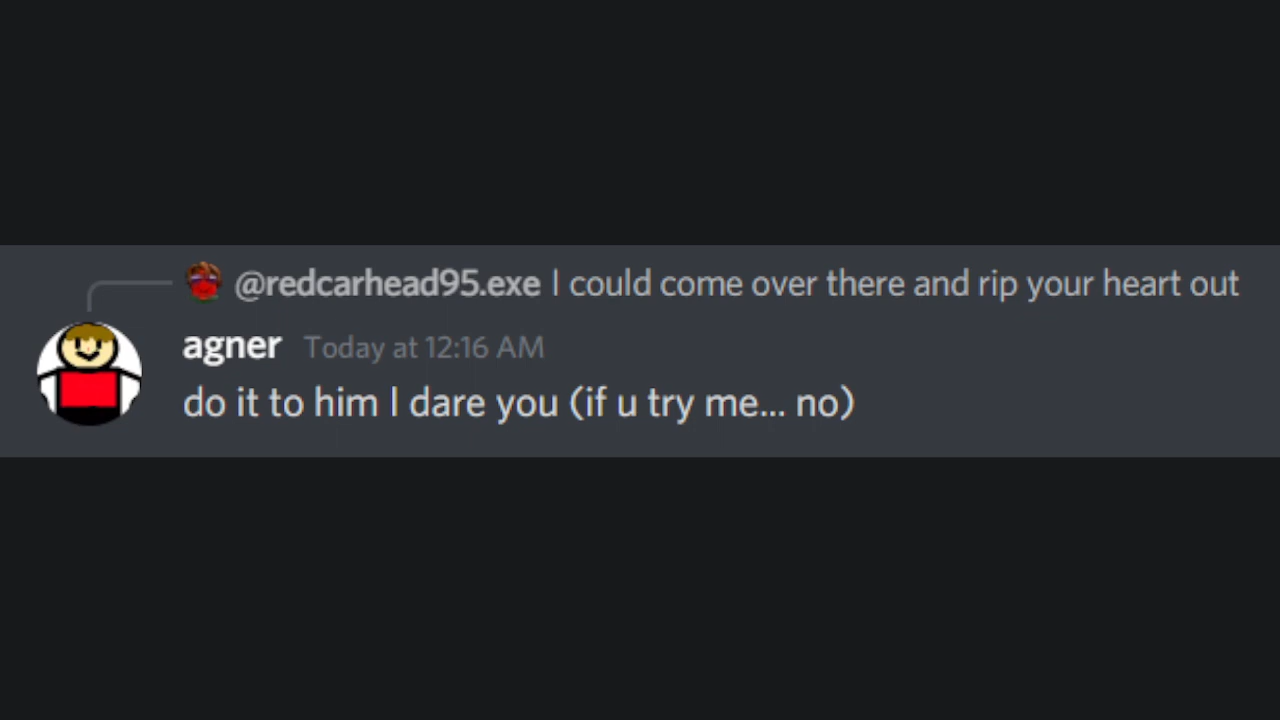 @redcarhead95.exe I could come over there and rip your heart out
agner Today at 12:16 AM
do it to him I dare you (if u try me... no)